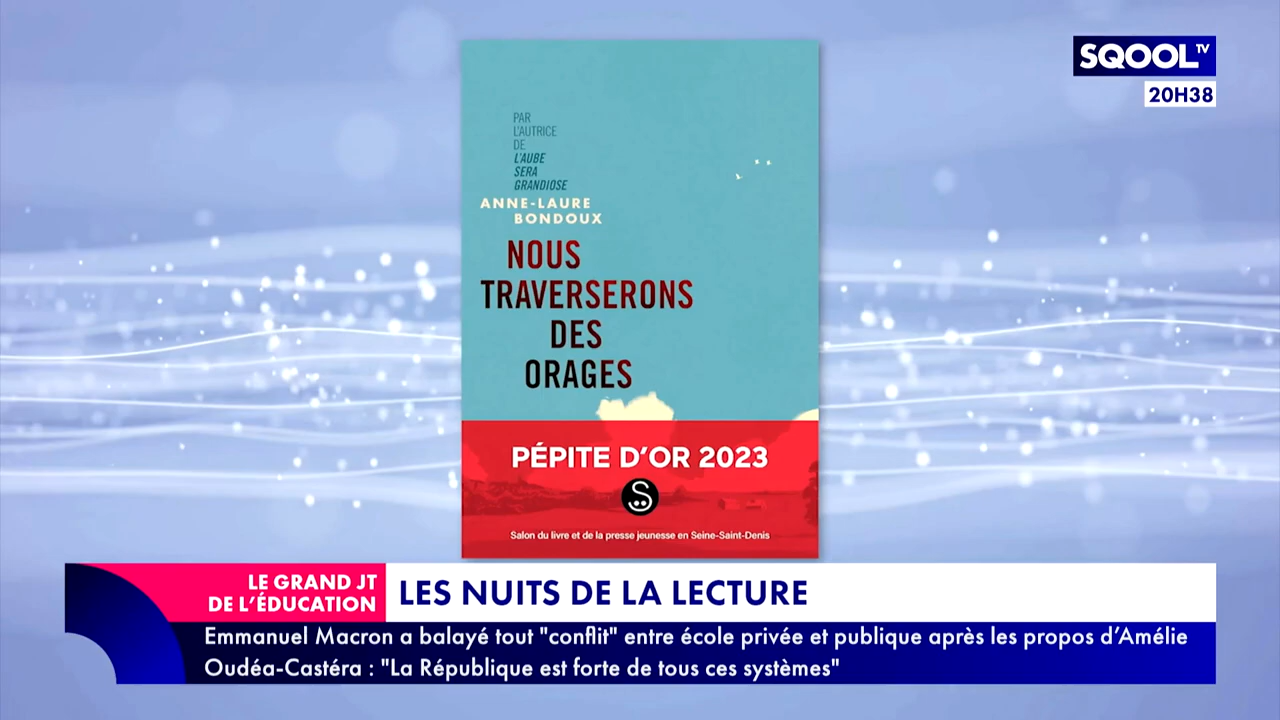 SQOOL TV
20H38
PAR
L'AUTRICE
DE
L'AUBE
SERA
GRANDIOSE
ANNE-LAURE
BONDOUX
NOUS
TRAVERSERONS
DES
ORAGES
PÉPITE D'OR 2023
S
Salon du livre et de la presse jeunesse en Seine-Saint-Denis
LE GRAND JT
DE L'ÉDUCATION
LES NUITS DE LA LECTURE
Emmanuel Macron a balayé tout "conflit" entre école privée et publique après les propos d'Amélie
Oudéa-Castéra : "La République est forte de tous ces systèmes"